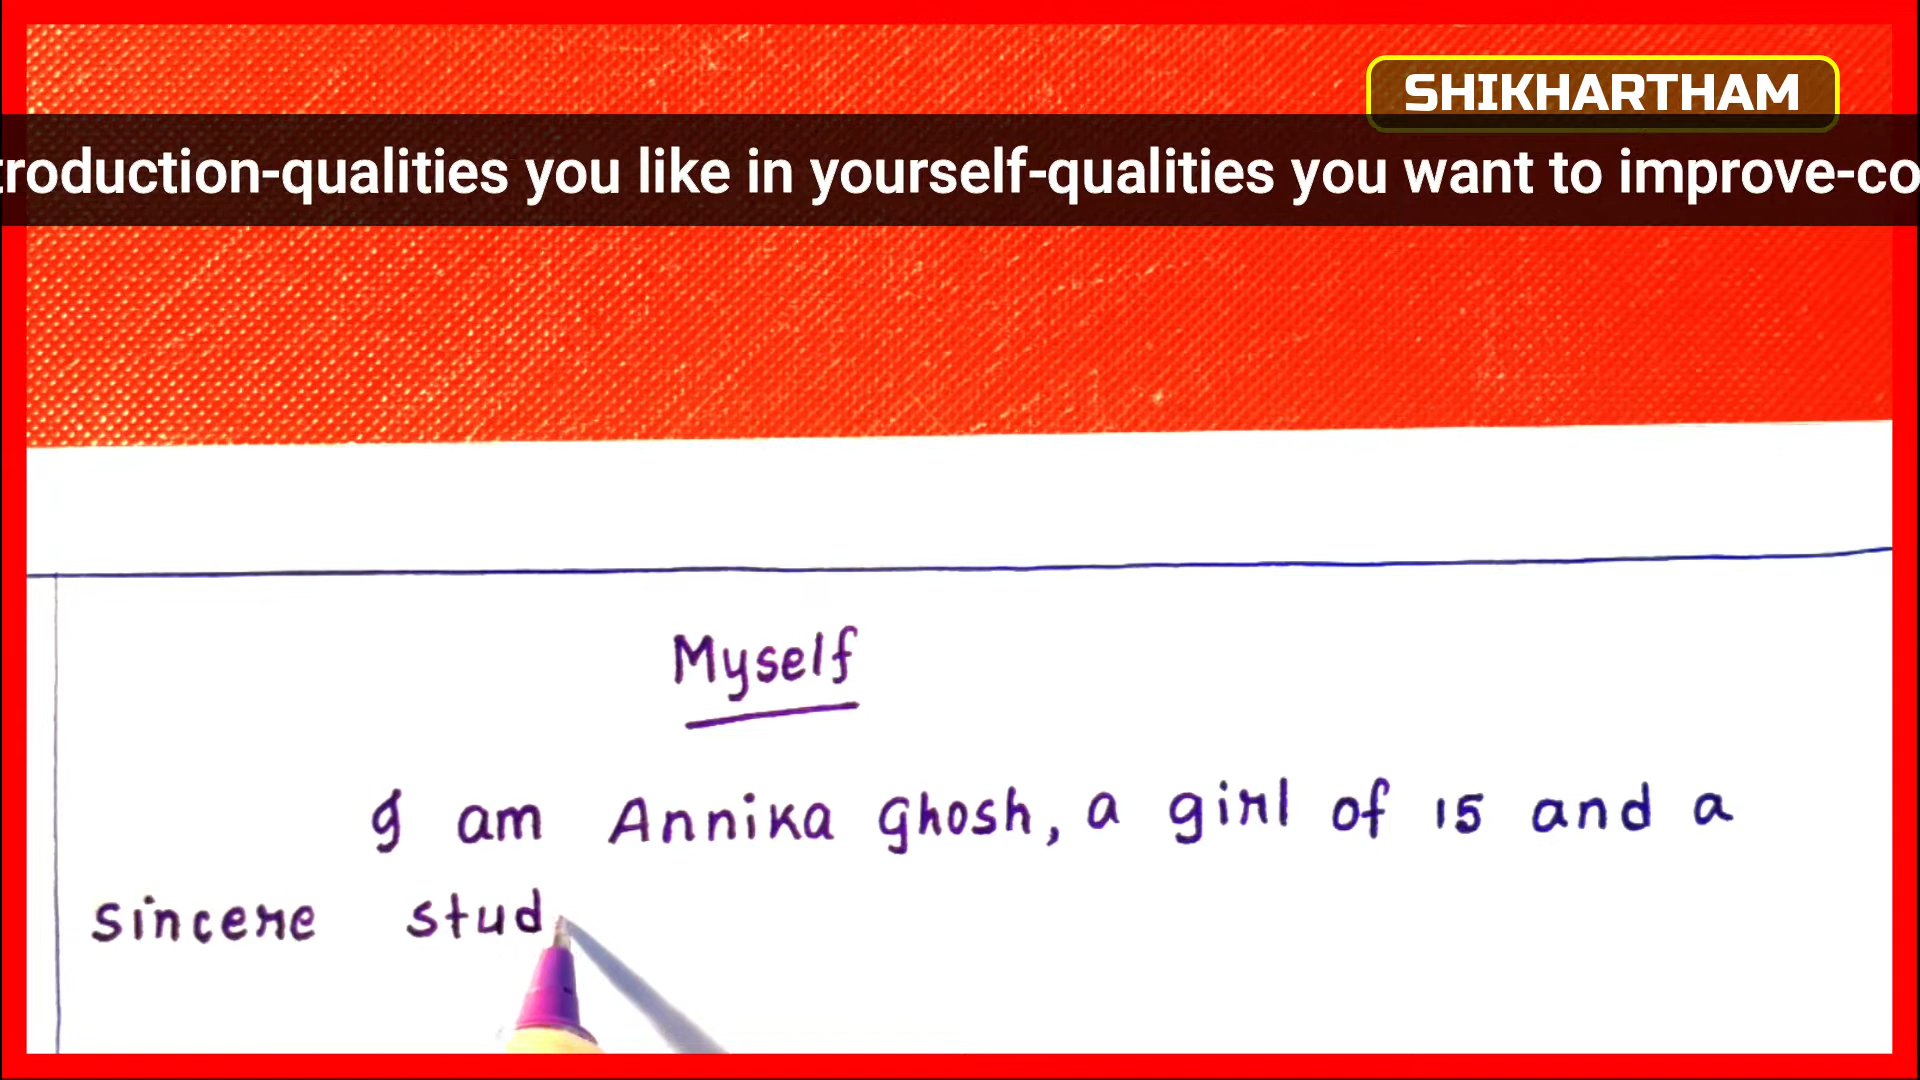 SHIKHARTHAM
troduction-qualities you like in yourself-qualities you want to improve-co
Myself
I am Annika Ghosh, a girl of 15 and a
sincere stud